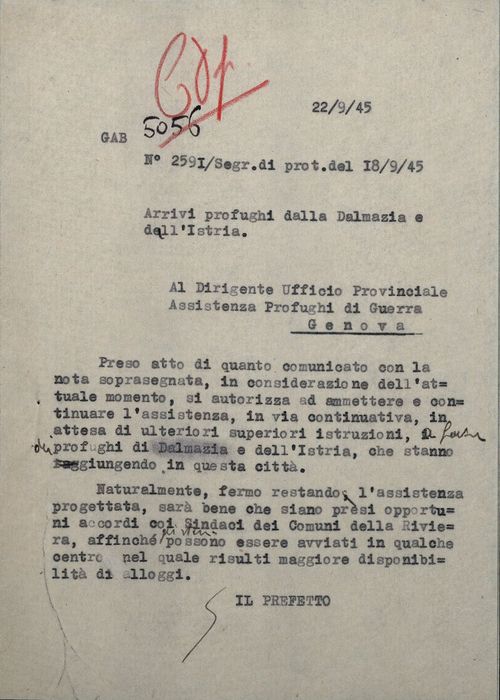 22/9/45
GAB 5056
N° 259I/Segr.di prot.del I8/9/45
Arrivi profughi dalla Dalmazia e
dall'Istria.
Al Dirigente Ufficio Provinciale
Assistenza Profughi di Guerra
Genova
Preso atto di quanto comunicato con la
nota soprasegnata, in considerazione dell'at=
tuale momento, si autorizza ad ammettere e con=
tinuare l'assistenza, in via continuativa, in
attesa di ulteriori superiori istruzioni,
dei profughi di Dalmazia e dell'Istria, che stanno
giungendo in questa città.
Naturalmente, fermo restando, l'assistenza
progettata, sarà bene che siano presi opportu=
ni accordi coi Sindaci dei Comuni della Rivie=
ra, affinché possono essere avviati in qualche
centro nel quale risulti maggiore disponibi=
lità di alloggi.
IL PREFETTO